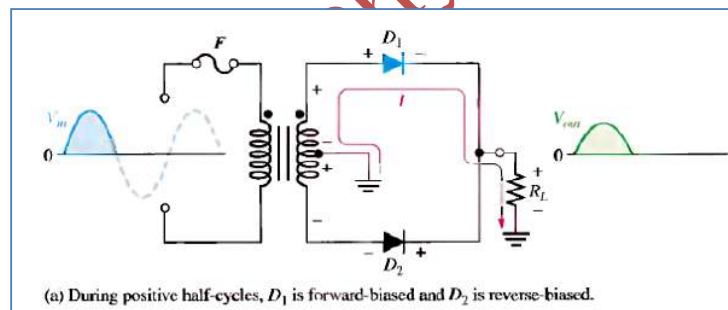 F
D1
+ −
I
+
Vin
Vout
0
0
−
+
+
RL
−
−
− +
D2
(a) During positive half-cycles, D1 is forward-biased and D2 is reverse-biased.